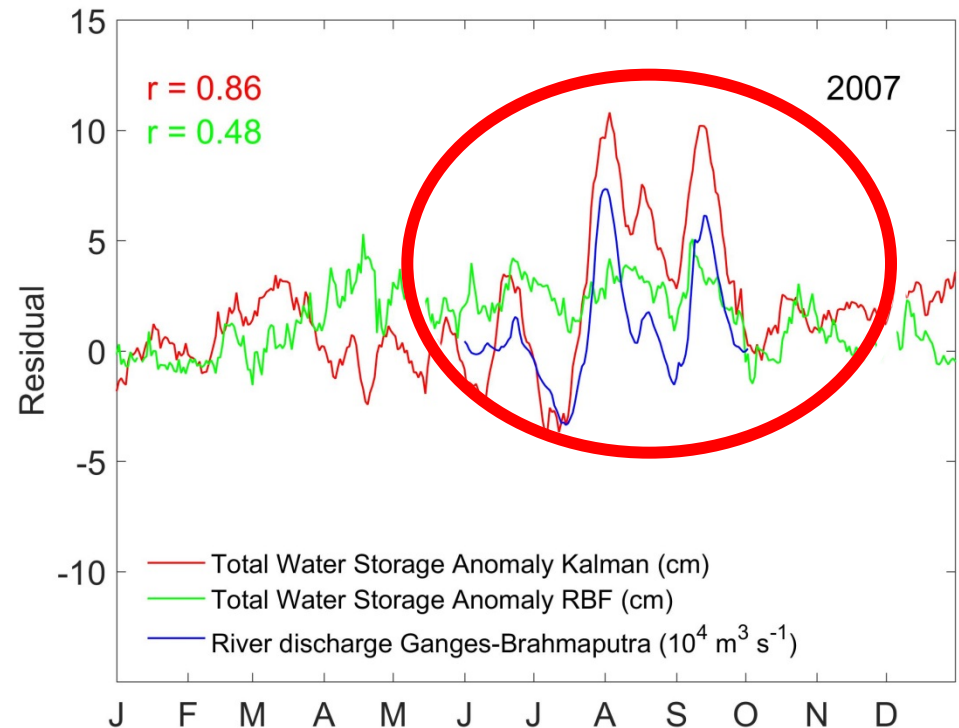 15
r = 0.86
2007
10
r = 0.48
5
0
Residual
-5
-10
Total Water Storage Anomaly Kalman (cm)
Total Water Storage Anomaly RBF (cm)
River discharge Ganges-Brahmaputra (10⁴ m³ s⁻¹)
J F M A M J J A S O N D